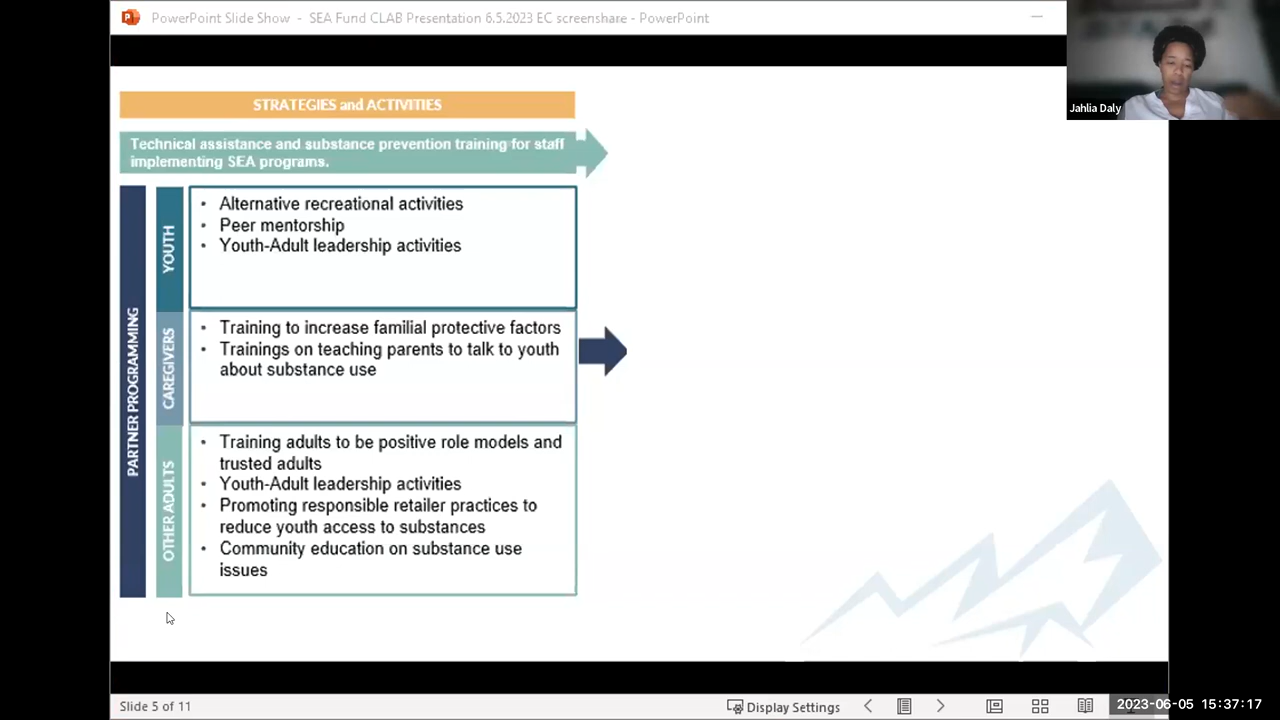 PowerPoint Slide Show - SEA Fund CLAB Presentation 6.5.2023 EC screenshare - PowerPoint
Jahlia Daly
STRATEGIES and ACTIVITIES
Technical assistance and substance prevention training for staff
implementing SEA programs.
PARTNER PROGRAMMING
YOUTH
• Alternative recreational activities
• Peer mentorship
• Youth-Adult leadership activities
CAREGIVERS
• Training to increase familial protective factors
• Trainings on teaching parents to talk to youth
about substance use
OTHER ADULTS
• Training adults to be positive role models and
trusted adults
• Youth-Adult leadership activities
• Promoting responsible retailer practices to
reduce youth access to substances
• Community education on substance use
issues
Slide 5 of 11
Display Settings
2023-06-05 15:37:17